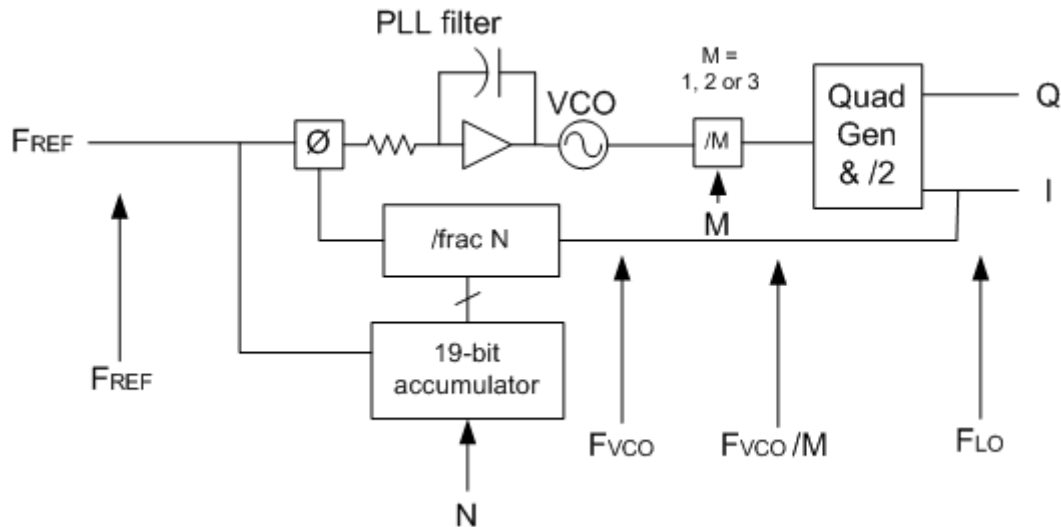 PLL filter
M =
1, 2 or 3
VCO
Quad
Gen
& /2
Q
FREF
Ø
/M
I
M
/frac N
19-bit
accumulator
FREF
FVCO
FVCO/M
FLO
N